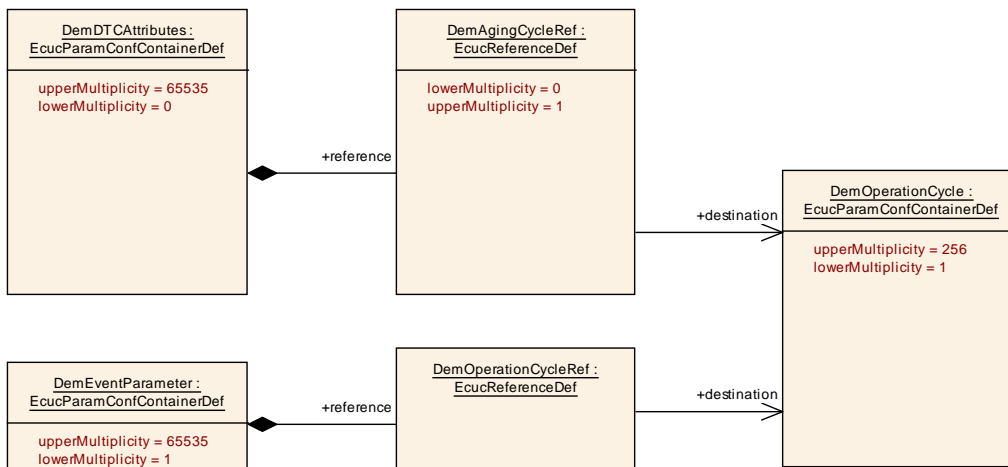 DemDTCAttributes :
EcucParamConfContainerDef
upperMultiplicity = 65535
lowerMultiplicity = 0
+reference
DemAgingCycleRef :
EcucReferenceDef
lowerMultiplicity = 0
upperMultiplicity = 1
+destination
DemOperationCycle :
EcucParamConfContainerDef
upperMultiplicity = 256
lowerMultiplicity = 1
DemEventParameter :
EcucParamConfContainerDef
upperMultiplicity = 65535
lowerMultiplicity = 1
+reference
DemOperationCycleRef :
EcucReferenceDef
+destination